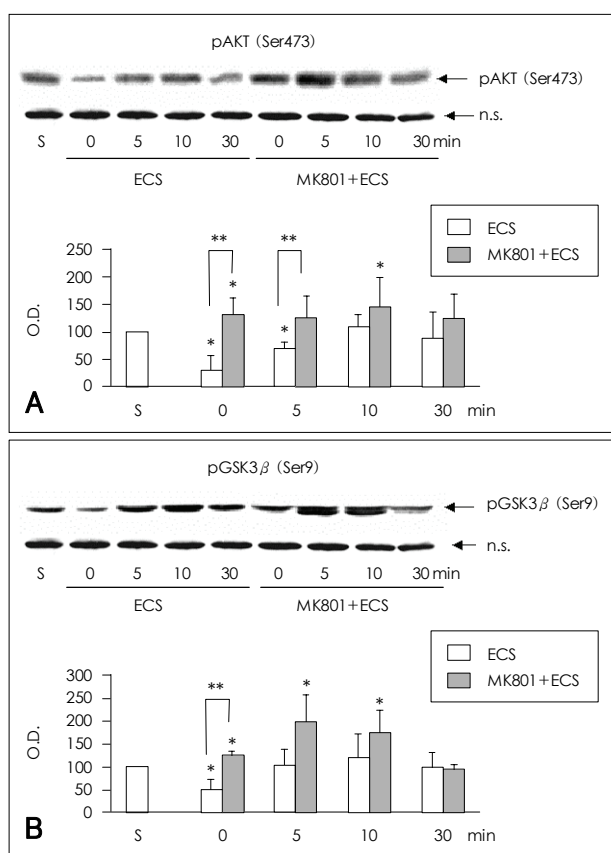 pAKT (Ser473)
pAKT (Ser473)
n.s.
S 0 5 10 30 0 5 10 30 min
ECS MK801+ECS
ECS
MK801+ECS
250
200
150
100
50
0
O.D.
** **
* * * *
S 0 5 10 30 min
A
pGSK3β (Ser9)
pGSK3β (Ser9)
n.s.
S 0 5 10 30 0 5 10 30 min
ECS MK801+ECS
ECS
MK801+ECS
300
250
200
150
100
50
0
O.D.
**
* * * *
S 0 5 10 30 min
B